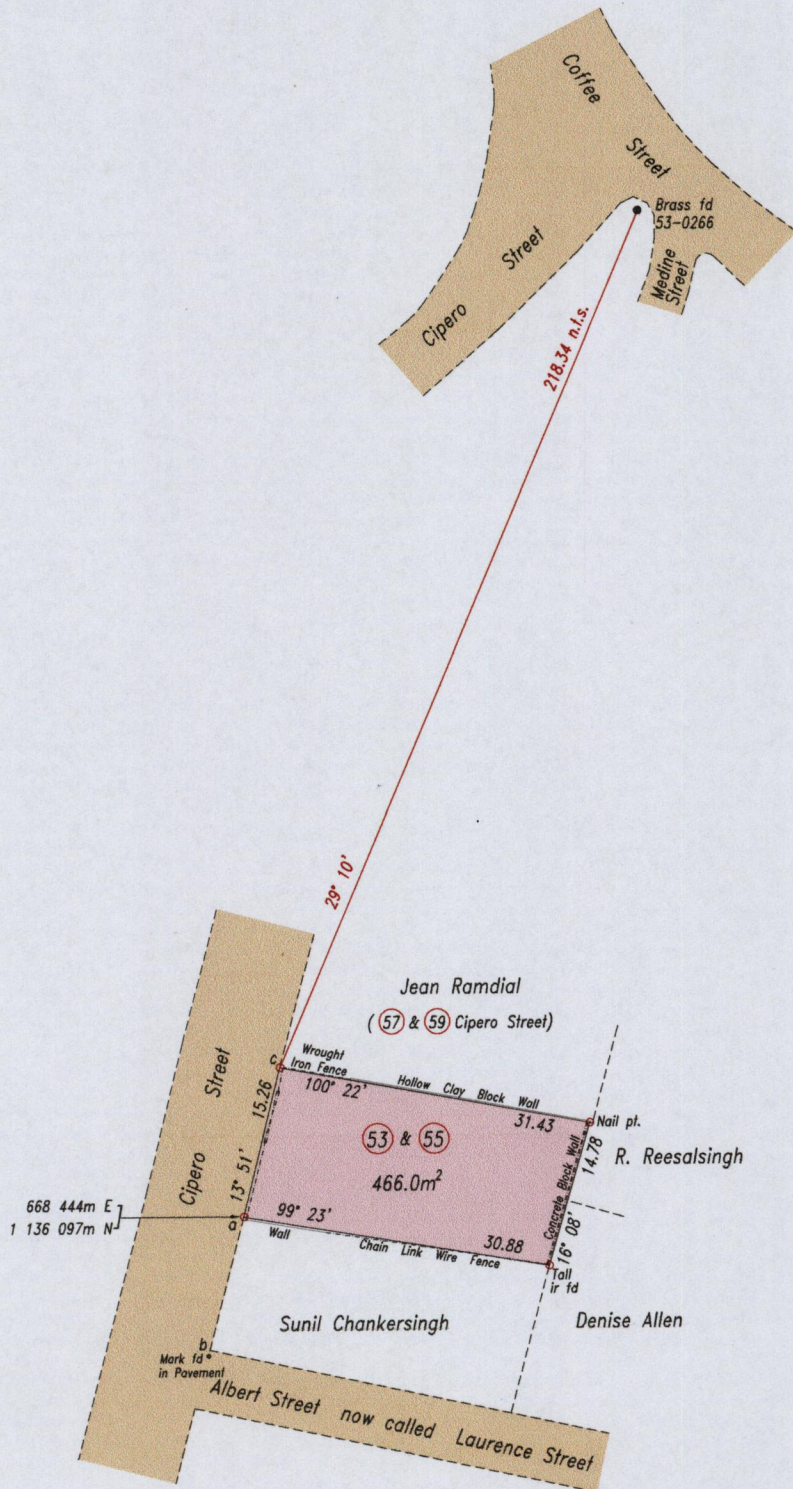 Coffee
Street
Brass fd
53-0266
Medine
Street
Cipero Street
218.34 n.t.s.
29° 10'
Jean Ramdial
( 57 & 59 Cipero Street)
c
Wrought
Iron Fence
Hollow Clay Block Wall
100° 22'
31.43
Nail pt.
15.26
Cipero Street
13° 51'
53 & 55
466.0m²
Concrete Block Wall
14.78
R. Reesalsingh
668 444m E
1 136 097m N
a
99° 23'
30.88
16° 08'
Wall
Chain Link Wire Fence
Tall
ir fd
Sunil Chankersingh
Denise Allen
b
Mark fd
in Pavement
Albert Street now called Laurence Street